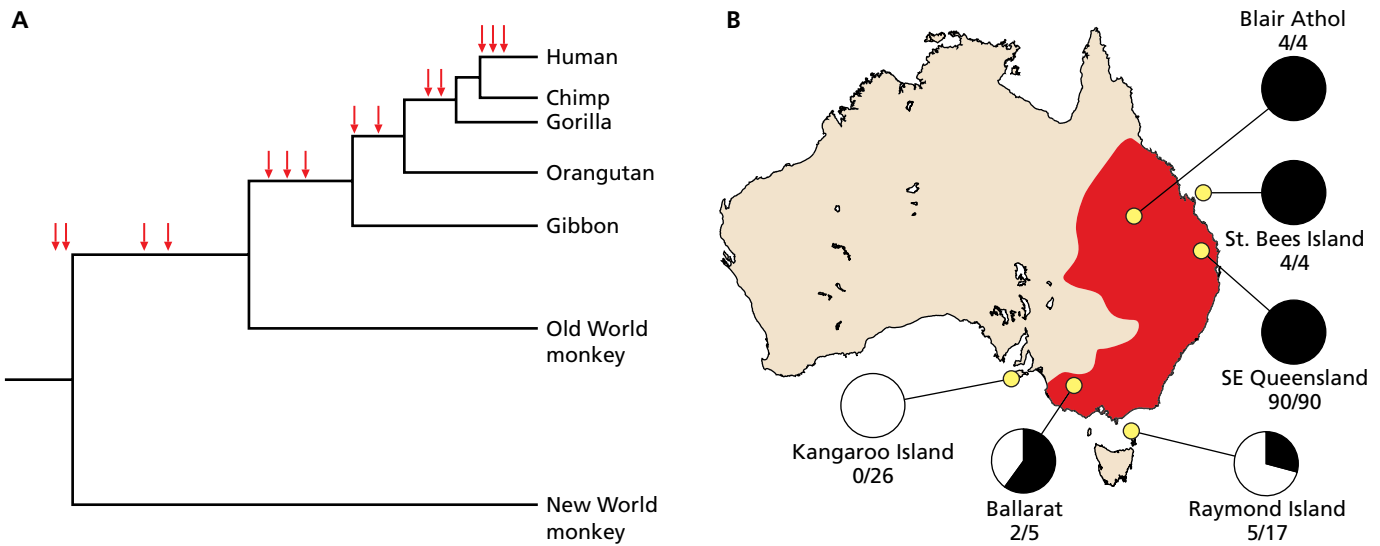 A
Human
Chimp
Gorilla
Orangutan
Gibbon
Old World
monkey
New World
monkey
B
Blair Athol
4/4
St. Bees Island
4/4
SE Queensland
90/90
Kangaroo Island
0/26
Ballarat
2/5
Raymond Island
5/17